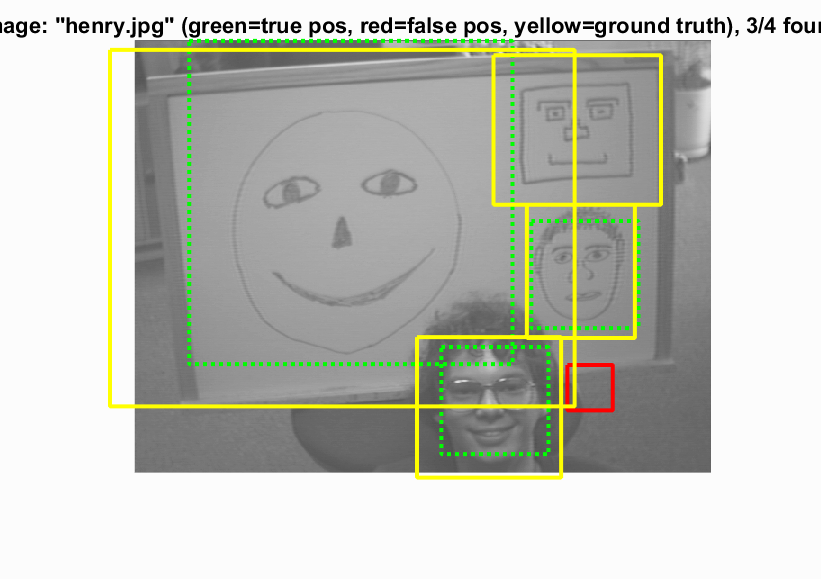 mage: "henry.jpg" (green=true pos, red=false pos, yellow=ground truth), 3/4 foun